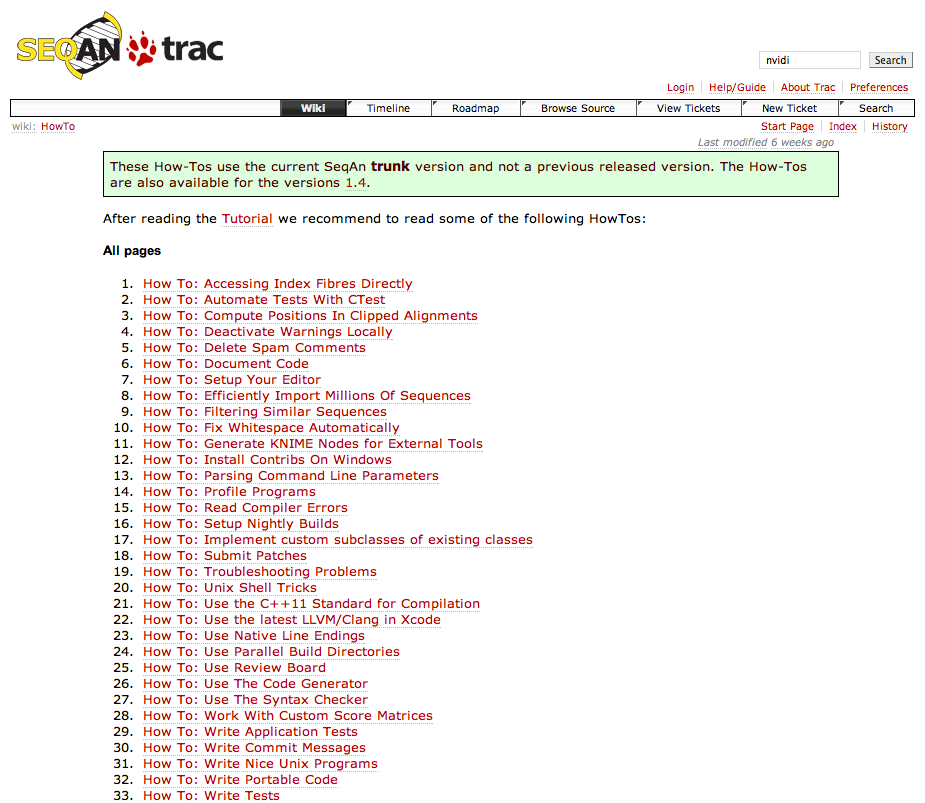 SEQAN trac
nvidi Search
Login Help/Guide About Trac Preferences
Wiki Timeline Roadmap Browse Source View Tickets New Ticket Search
wiki: HowTo Start Page Index History
Last modified 6 weeks ago
These How-Tos use the current SeqAn trunk version and not a previous released version. The How-Tos
are also available for the versions 1.4.
After reading the Tutorial we recommend to read some of the following HowTos:
All pages
1. How To: Accessing Index Fibres Directly
2. How To: Automate Tests With CTest
3. How To: Compute Positions In Clipped Alignments
4. How To: Deactivate Warnings Locally
5. How To: Delete Spam Comments
6. How To: Document Code
7. How To: Setup Your Editor
8. How To: Efficiently Import Millions Of Sequences
9. How To: Filtering Similar Sequences
10. How To: Fix Whitespace Automatically
11. How To: Generate KNIME Nodes for External Tools
12. How To: Install Contribs On Windows
13. How To: Parsing Command Line Parameters
14. How To: Profile Programs
15. How To: Read Compiler Errors
16. How To: Setup Nightly Builds
17. How To: Implement custom subclasses of existing classes
18. How To: Submit Patches
19. How To: Troubleshooting Problems
20. How To: Unix Shell Tricks
21. How To: Use the C++11 Standard for Compilation
22. How To: Use the latest LLVM/Clang in Xcode
23. How To: Use Native Line Endings
24. How To: Use Parallel Build Directories
25. How To: Use Review Board
26. How To: Use The Code Generator
27. How To: Use The Syntax Checker
28. How To: Work With Custom Score Matrices
29. How To: Write Application Tests
30. How To: Write Commit Messages
31. How To: Write Nice Unix Programs
32. How To: Write Portable Code
33. How To: Write Tests